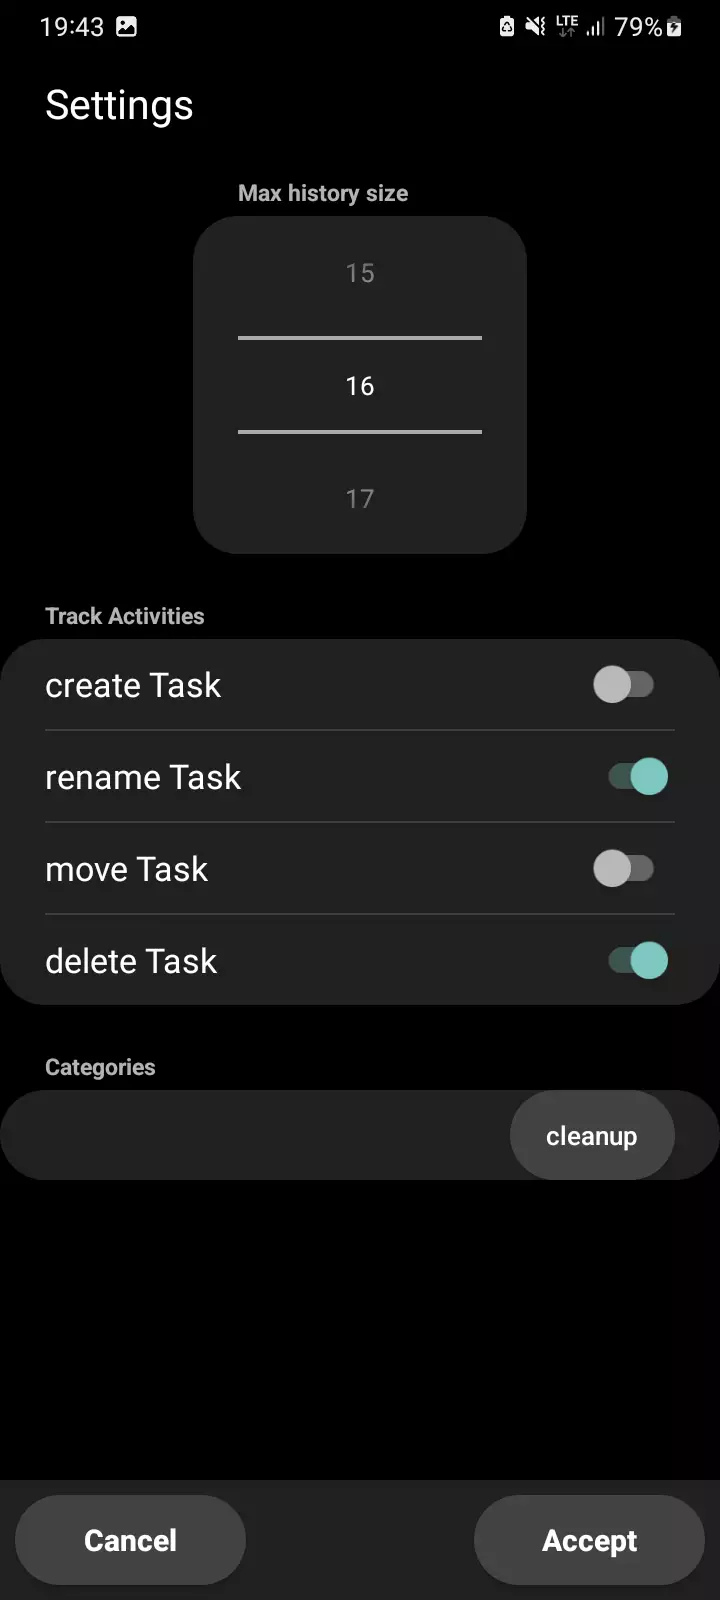 19:43 LTE 79%
Settings
Max history size
15
16
17
Track Activities
create Task
rename Task
move Task
delete Task
Categories
cleanup
Cancel Accept